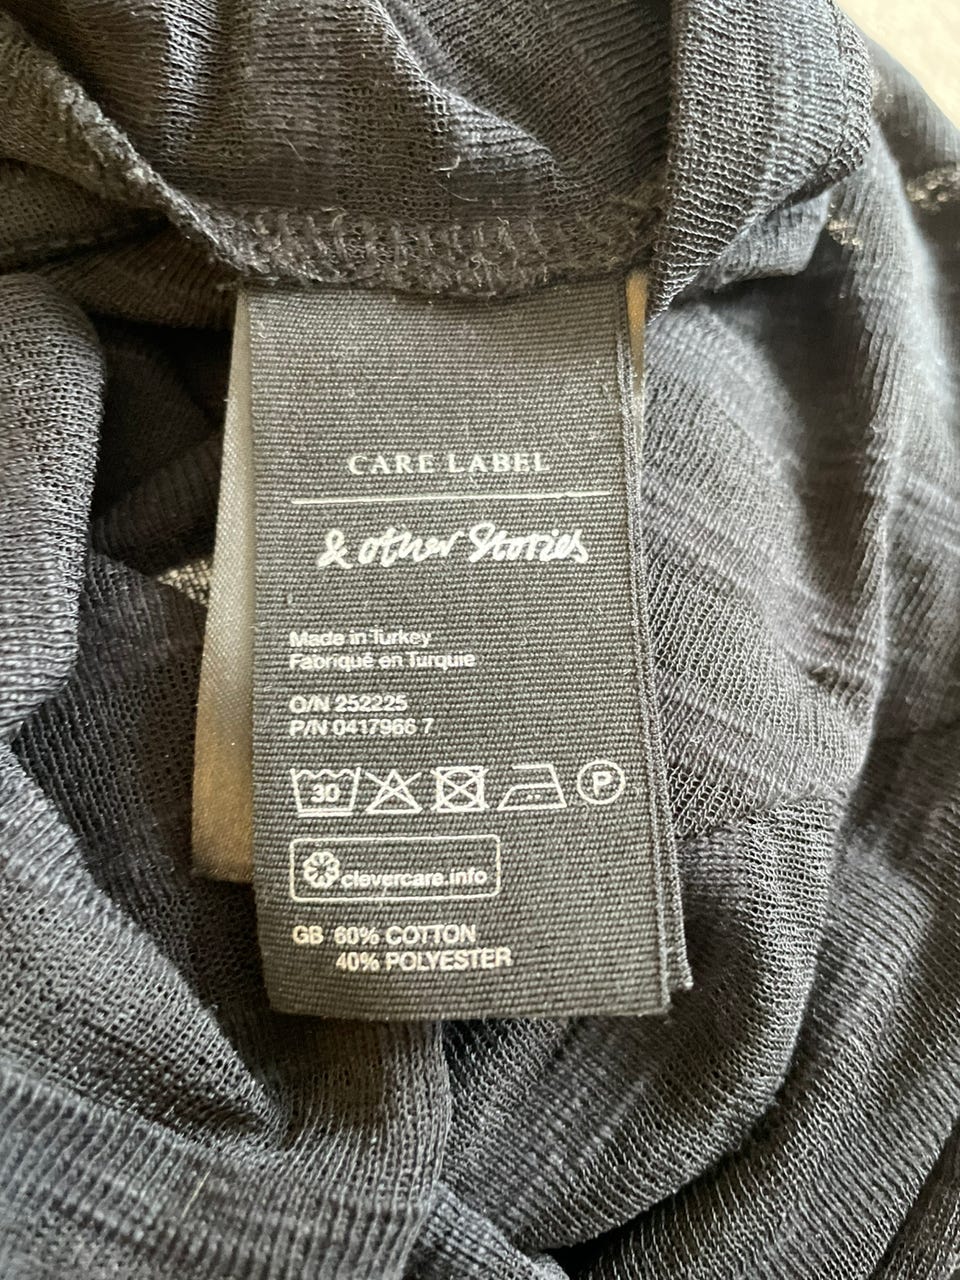 CARE LABEL
& other Stories
Made in Turkey
Fabriqué en Turquie
O/N 252225
P/N 0417966 7
30 P
clevercare.info
GB 60% COTTON
40% POLYESTER